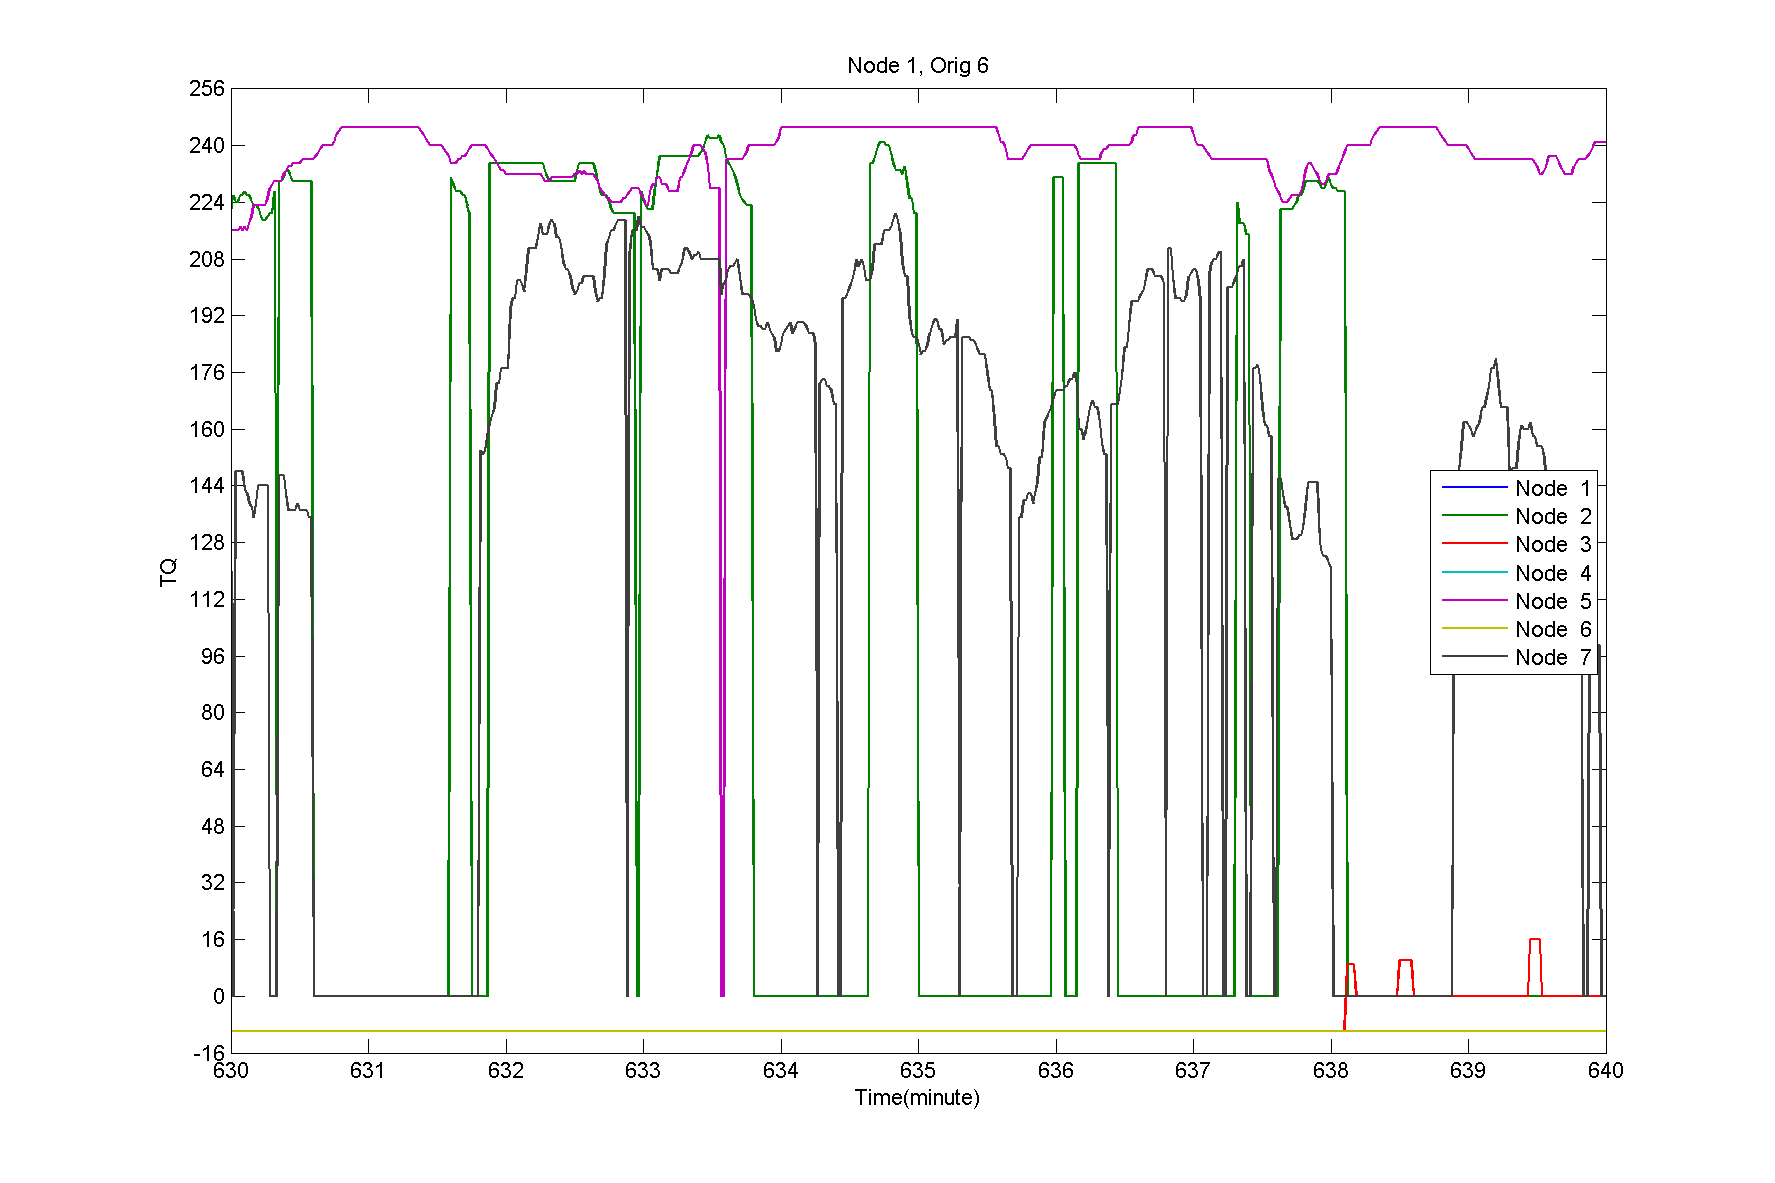 Node 1, Orig 6
256
240
224
208
192
176
160
144
128
112
96
80
64
48
32
16
0
-16
TQ
Node 1
Node 2
Node 3
Node 4
Node 5
Node 6
Node 7
630 631 632 633 634 635 636 637 638 639 640
Time(minute)